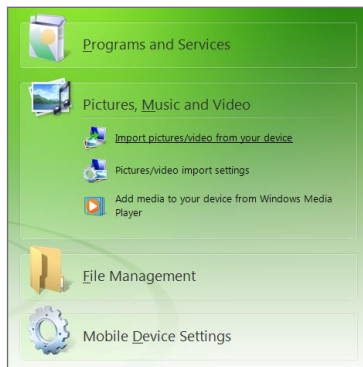 Programs and Services
Pictures, Music and Video
Import pictures/video from your device
Pictures/video import settings
Add media to your device from Windows Media
Player
File Management
Mobile Device Settings